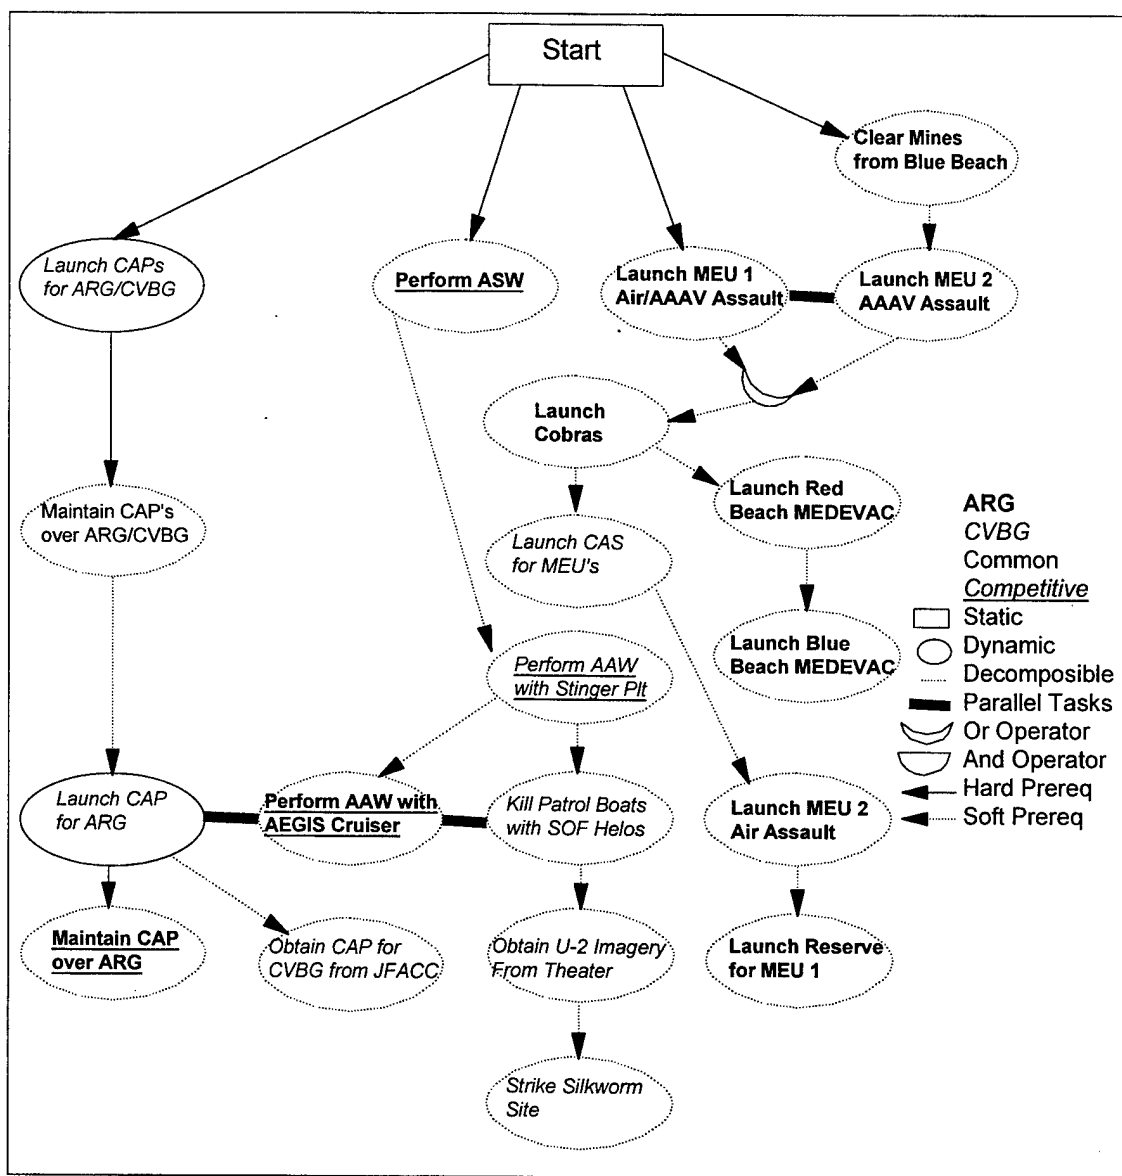 Start
Clear Mines
from Blue Beach
Launch CAPs
for ARG/CVBG
Perform ASW
Launch MEU 1
Air/AAAV Assault
Launch MEU 2
AAAV Assault
Launch
Cobras
Maintain CAP's
over ARG/CVBG
Launch Red
Beach MEDEVAC
Launch CAS
for MEU's
Launch Blue
Beach MEDEVAC
Perform AAW
with Stinger Plt
Launch CAP
for ARG
Perform AAW with
AEGIS Cruiser
Kill Patrol Boats
with SOF Helos
Launch MEU 2
Air Assault
Maintain CAP
over ARG
Obtain CAP for
CVBG from JFACC
Obtain U-2 Imagery
From Theater
Launch Reserve
for MEU 1
Strike Silkworm
Site
ARG
CVBG
Common
Competitive
Static
Dynamic
Decomposible
Parallel Tasks
Or Operator
And Operator
Hard Prereq
Soft Prereq